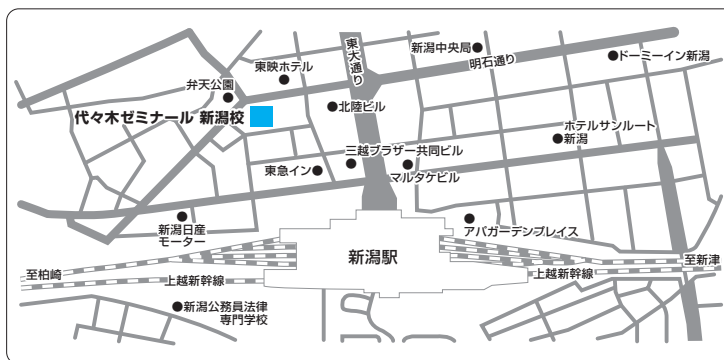 新潟中央局
東大通り
明石通り
ドーミーイン新潟
東映ホテル
弁天公園
代々木ゼミナール 新潟校
北陸ビル
ホテルサンルート
新潟
三越ブラザー共同ビル
東急イン
マルタケビル
新潟日産
モーター
アパガーデンプレイス
新潟駅
至柏崎
上越新幹線
至新津
上越新幹線
新潟公務員法律
専門学校